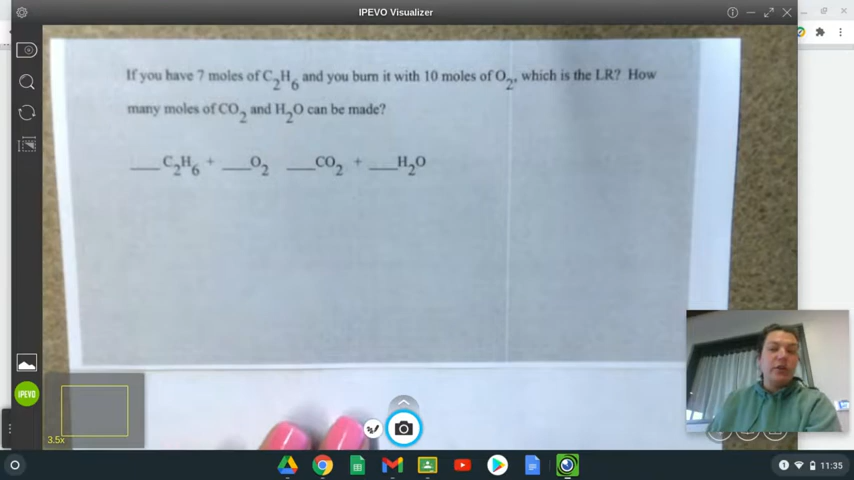 IPEVO Visualizer
If you have 7 moles of C2H6 and you burn it with 10 moles of O2, which is the LR? How
many moles of CO2 and H2O can be made?
___C2H6 + ___O2 ___CO2 + ___H2O
IPEVO
3.5x
1
11:35